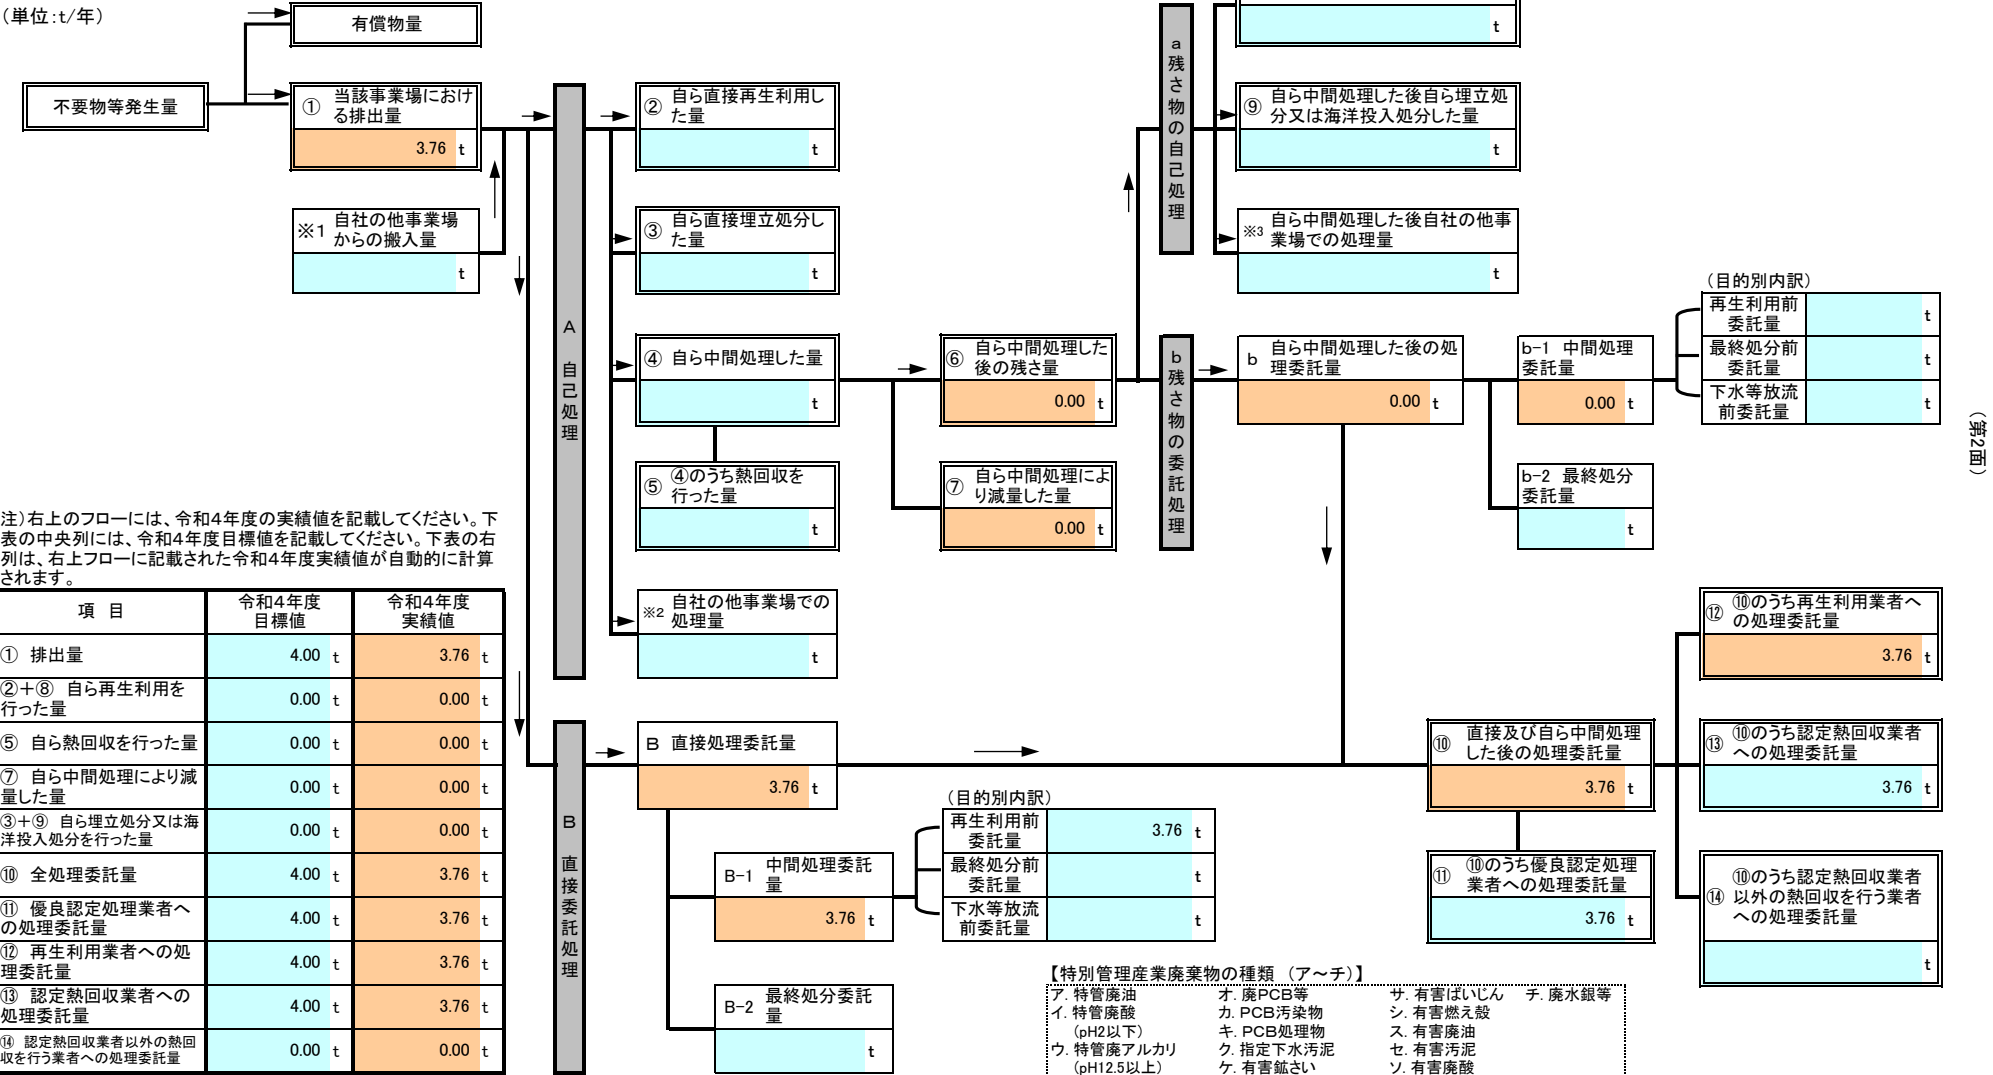 （単位：t/年）
有償物量
不要物等発生量
① 当該事業場におけ
る排出量
3.76 t
※1 自社の他事業場
からの搬入量
t
A 自己処理
② 自ら直接再生利用し
た量
t
③ 自ら直接埋立処分し
た量
t
④ 自ら中間処理した量
t
⑤ ④のうち熱回収を
行った量
t
※2 自社の他事業場での
処理量
t
⑥ 自ら中間処理した
後の残さ量
0.00 t
⑦ 自ら中間処理によ
り減量した量
0.00 t
a残さ物の自己処理
t
⑨ 自ら中間処理した後自ら埋立処
分又は海洋投入処分した量
t
※3 自ら中間処理した後自社の他事
業場での処理量
t
b残さ物の委託処理
b 自ら中間処理した後の処
理委託量
0.00 t
b-1 中間処理
委託量
0.00 t
b-2 最終処分
委託量
t
（目的別内訳）
再生利用前
委託量
t
最終処分前
委託量
t
下水等放流
前委託量
t
（第2面）
注）右上のフローには、令和4年度の実績値を記載してください。下
表の中央列には、令和4年度目標値を記載してください。下表の右
列は、右上フローに記載された令和4年度実績値が自動的に計算
されます。
項 目 令和4年度
目標値 令和4年度
実績値
① 排出量 4.00 t 3.76 t
②＋⑧ 自ら再生利用を
行った量 0.00 t 0.00 t
⑤ 自ら熱回収を行った量 0.00 t 0.00 t
⑦ 自ら中間処理により減
量した量 0.00 t 0.00 t
③＋⑨ 自ら埋立処分又は海
洋投入処分を行った量 0.00 t 0.00 t
⑩ 全処理委託量 4.00 t 3.76 t
⑪ 優良認定処理業者へ
の処理委託量 4.00 t 3.76 t
⑫ 再生利用業者への処
理委託量 4.00 t 3.76 t
⑬ 認定熱回収業者への
処理委託量 4.00 t 3.76 t
⑭ 認定熱回収業者以外の熱回
収を行う業者への処理委託量 0.00 t 0.00 t
B 直接委託処理
B 直接処理委託量
3.76 t
B-1 中間処理委託
量
3.76 t
B-2 最終処分委託
量
t
（目的別内訳）
再生利用前
委託量
3.76 t
最終処分前
委託量
t
下水等放流
前委託量
t
⑩ 直接及び自ら中間処理
した後の処理委託量
3.76 t
⑪ ⑩のうち優良認定処理
業者への処理委託量
3.76 t
⑫ ⑩のうち再生利用業者へ
の処理委託量
3.76 t
⑬ ⑩のうち認定熱回収業者
への処理委託量
3.76 t
⑭ ⑩のうち認定熱回収業者
以外の熱回収を行う業者
への処理委託量
t
【特別管理産業廃棄物の種類 （ア～チ）】
ア．特管廃油 オ．廃PCB等 サ．有害ばいじん チ．廃水銀等
イ．特管廃酸 カ．PCB汚染物 シ．有害燃え殻
（pH2以下） キ．PCB処理物 ス．有害廃油
ウ．特管廃アルカリ ク．指定下水汚泥 セ．有害汚泥
（pH12.5以上） ケ．有害鉱さい ソ．有害廃酸